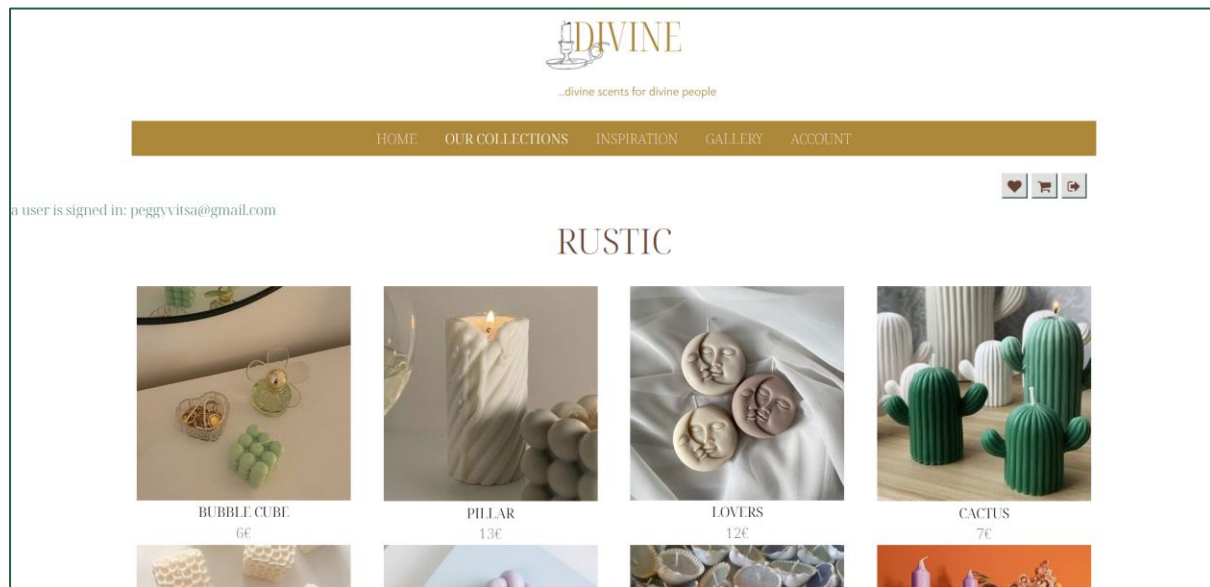 DIVINE
..divine scents for divine people
HOME OUR COLLECTIONS INSPIRATION GALLERY ACCOUNT
a user is signed in: peggyvitsa@gmail.com
RUSTIC
BUBBLE CUBE PILLAR LOVERS CACTUS
6€ 13€ 12€ 7€